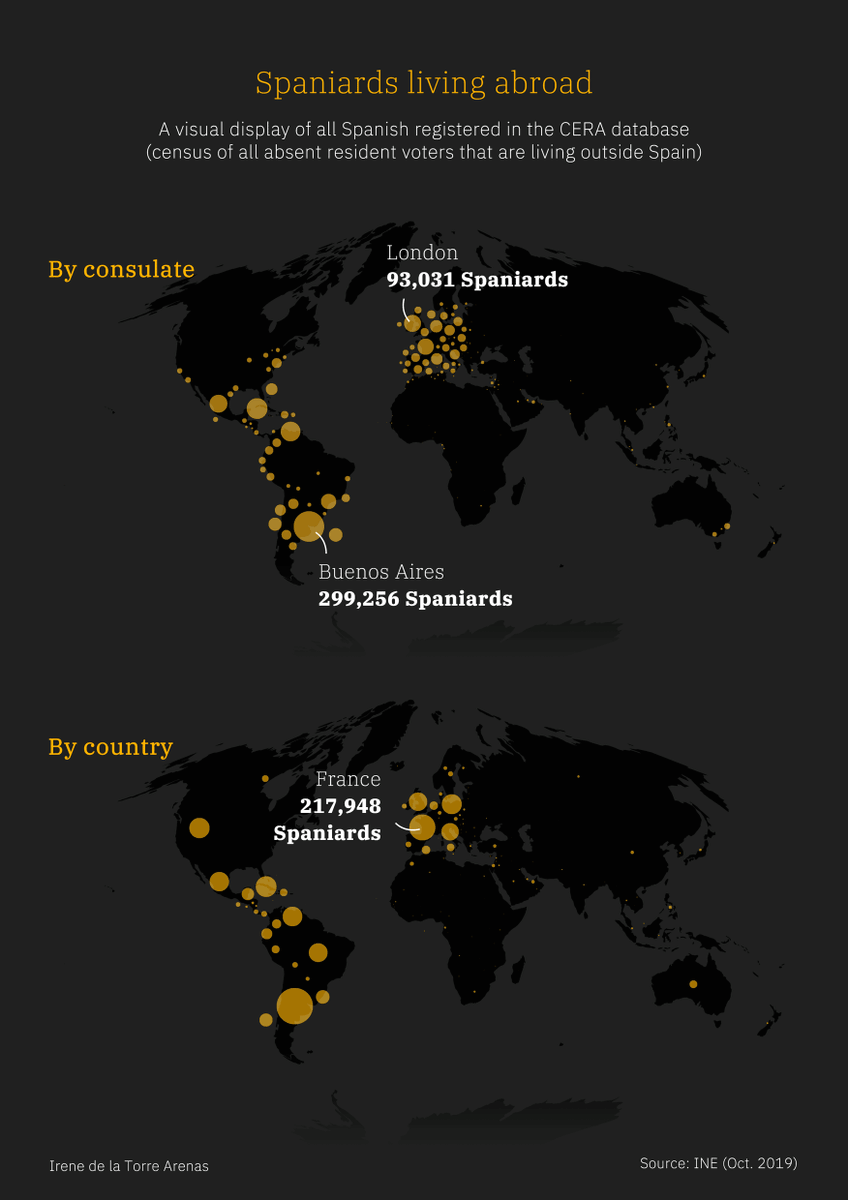 Spaniards living abroad
A visual display of all Spanish registered in the CERA database
(census of all absent resident voters that are living outside Spain)
By consulate
London
93,031 Spaniards
Buenos Aires
299,256 Spaniards
By country
France
217,948
Spaniards
Irene de la Torre Arenas
Source: INE (Oct. 2019)